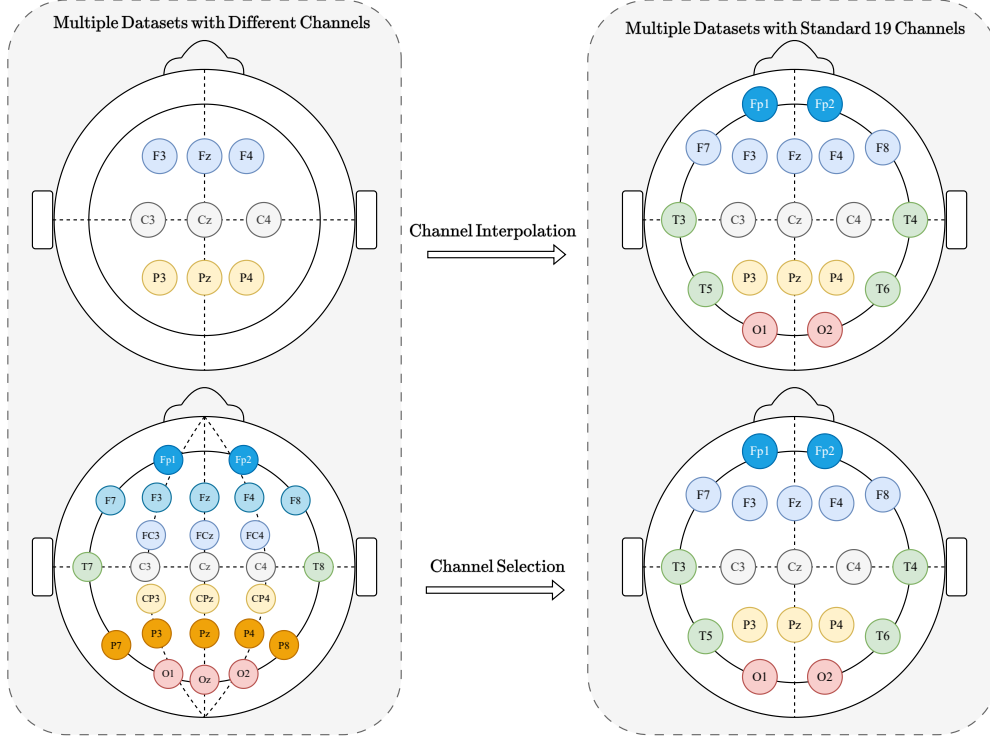 Multiple Datasets with Different Channels
F3 Fz F4
C3 Cz C4
P3 Pz P4
Channel Interpolation
Multiple Datasets with Standard 19 Channels
Fp1 Fp2
F7 F3 Fz F4 F8
T3 C3 Cz C4 T4
T5 P3 Pz P4 T6
O1 O2
Fp1 Fp2
F7 F3 Fz F4 F8
FC3 FCz FC4
T7 C3 Cz C4 T8
CP3 CPz CP4
P7 P3 Pz P4 P8
O1 Oz O2
Channel Selection
Fp1 Fp2
F7 F3 Fz F4 F8
T3 C3 Cz C4 T4
T5 P3 Pz P4 T6
O1 O2